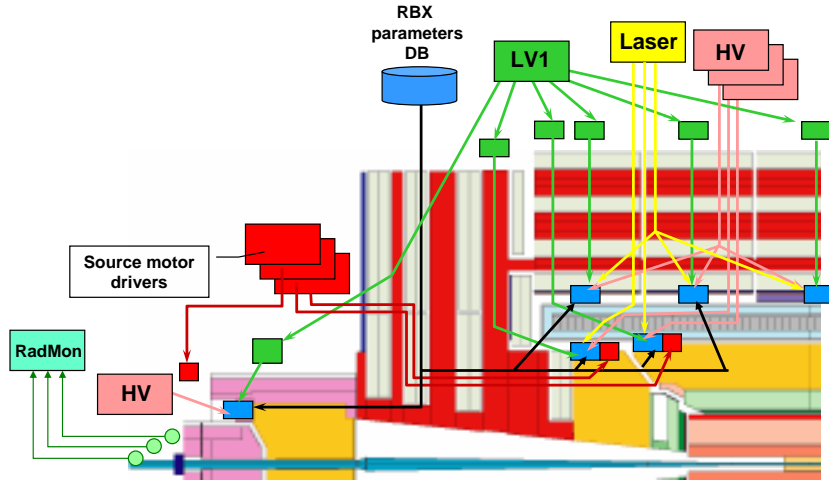 RBX
parameters
DB
LV1
Laser
HV
Source motor
drivers
RadMon
HV